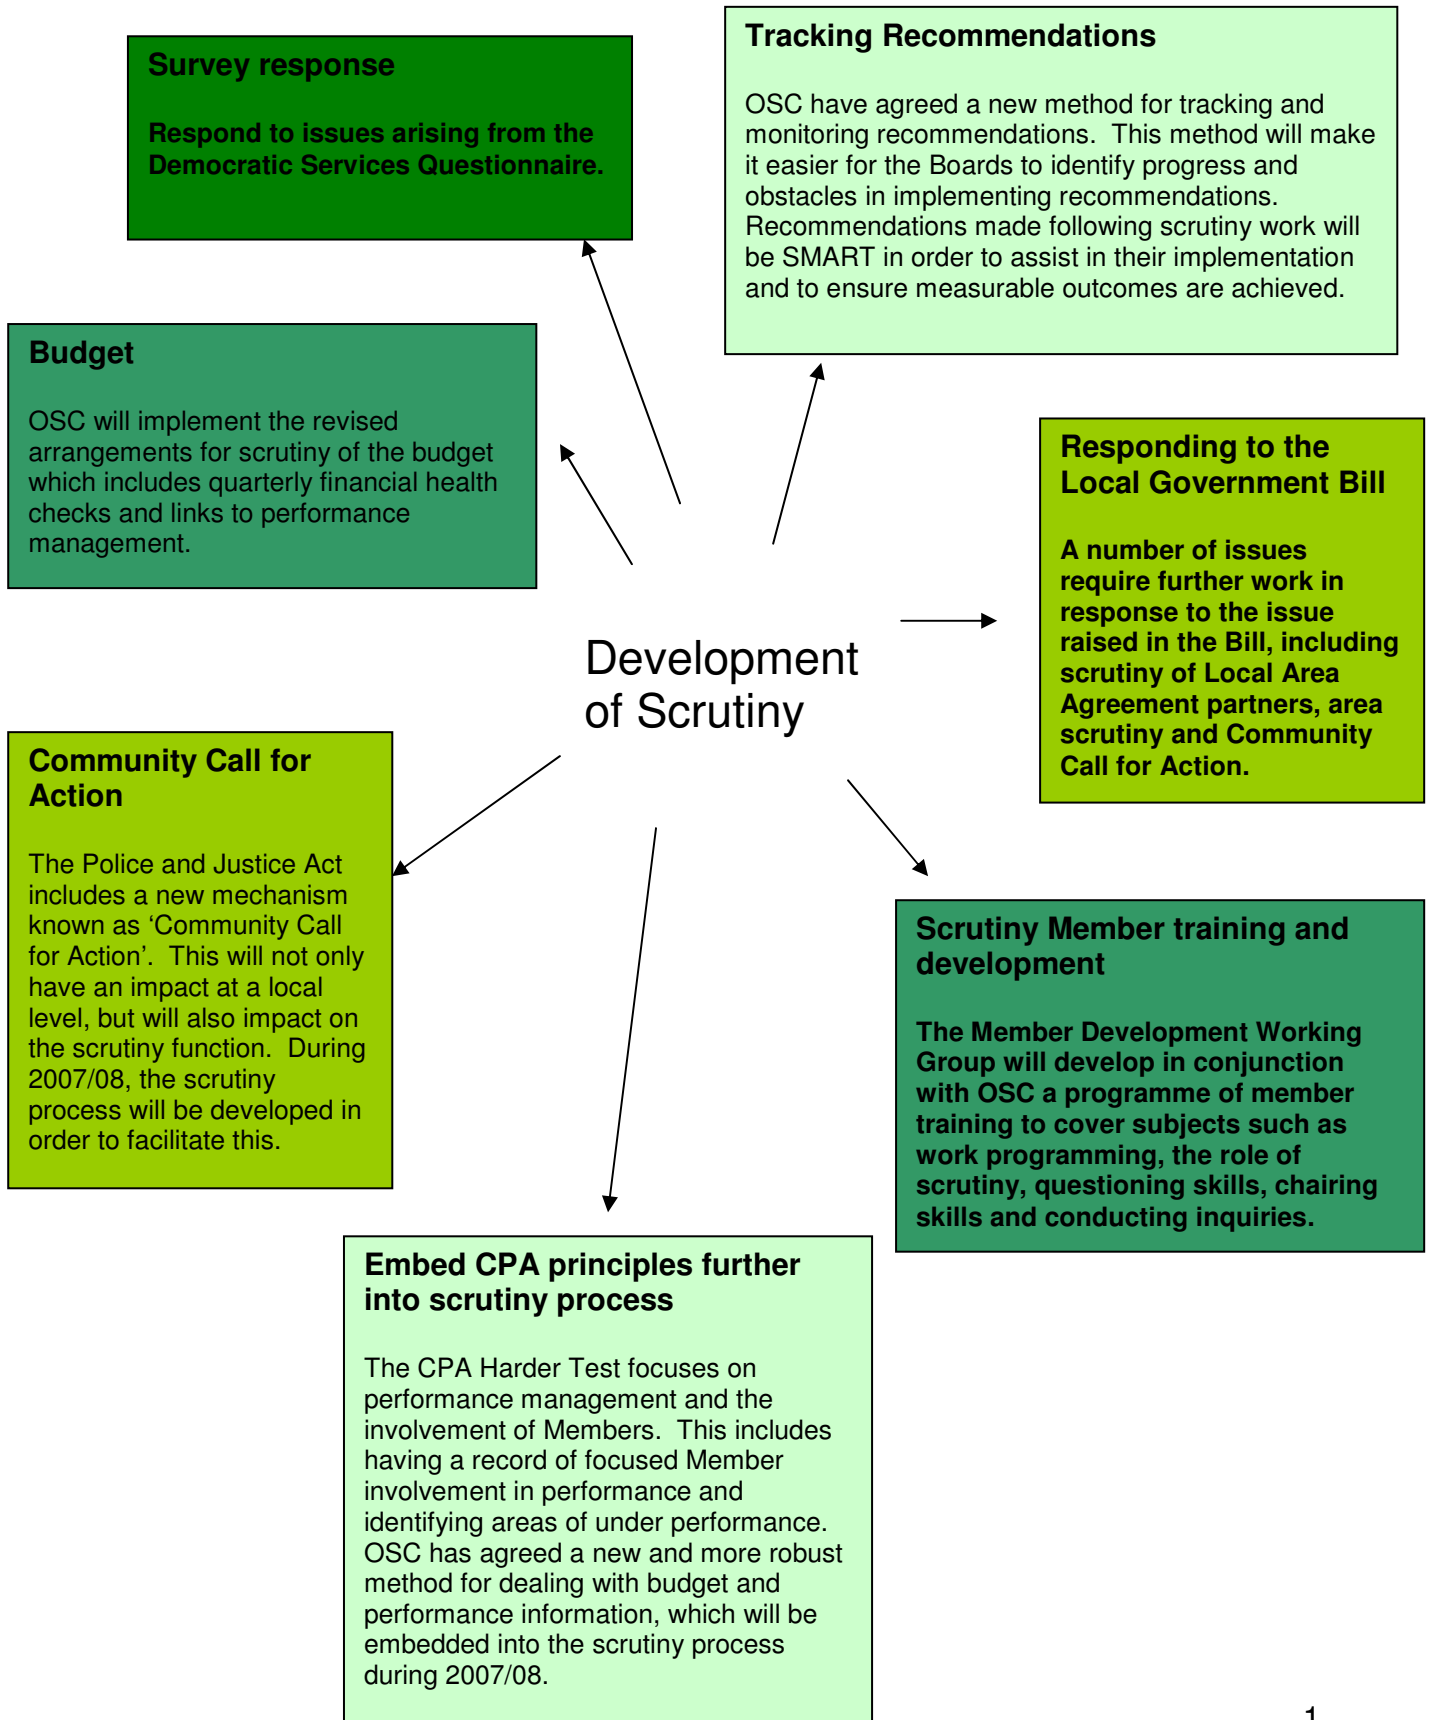 Survey response
Respond to issues arising from the
Democratic Services Questionnaire.
Tracking Recommendations
OSC have agreed a new method for tracking and
monitoring recommendations.  This method will make
it easier for the Boards to identify progress and
obstacles in implementing recommendations.
Recommendations made following scrutiny work will
be SMART in order to assist in their implementation
and to ensure measurable outcomes are achieved.
Budget
OSC will implement the revised
arrangements for scrutiny of the budget
which includes quarterly financial health
checks and links to performance
management.
Responding to the
Local Government Bill
A number of issues
require further work in
response to the issue
raised in the Bill, including
scrutiny of Local Area
Agreement partners, area
scrutiny and Community
Call for Action.
Development
of Scrutiny
Community Call for
Action
The Police and Justice Act
includes a new mechanism
known as ‘Community Call
for Action’.  This will not only
have an impact at a local
level, but will also impact on
the scrutiny function.  During
2007/08, the scrutiny
process will be developed in
order to facilitate this.
Scrutiny Member training and
development
The Member Development Working
Group will develop in conjunction
with OSC a programme of member
training to cover subjects such as
work programming, the role of
scrutiny, questioning skills, chairing
skills and conducting inquiries.
Embed CPA principles further
into scrutiny process
The CPA Harder Test focuses on
performance management and the
involvement of Members.  This includes
having a record of focused Member
involvement in performance and
identifying areas of under performance.
OSC has agreed a new and more robust
method for dealing with budget and
performance information, which will be
embedded into the scrutiny process
during 2007/08.
1